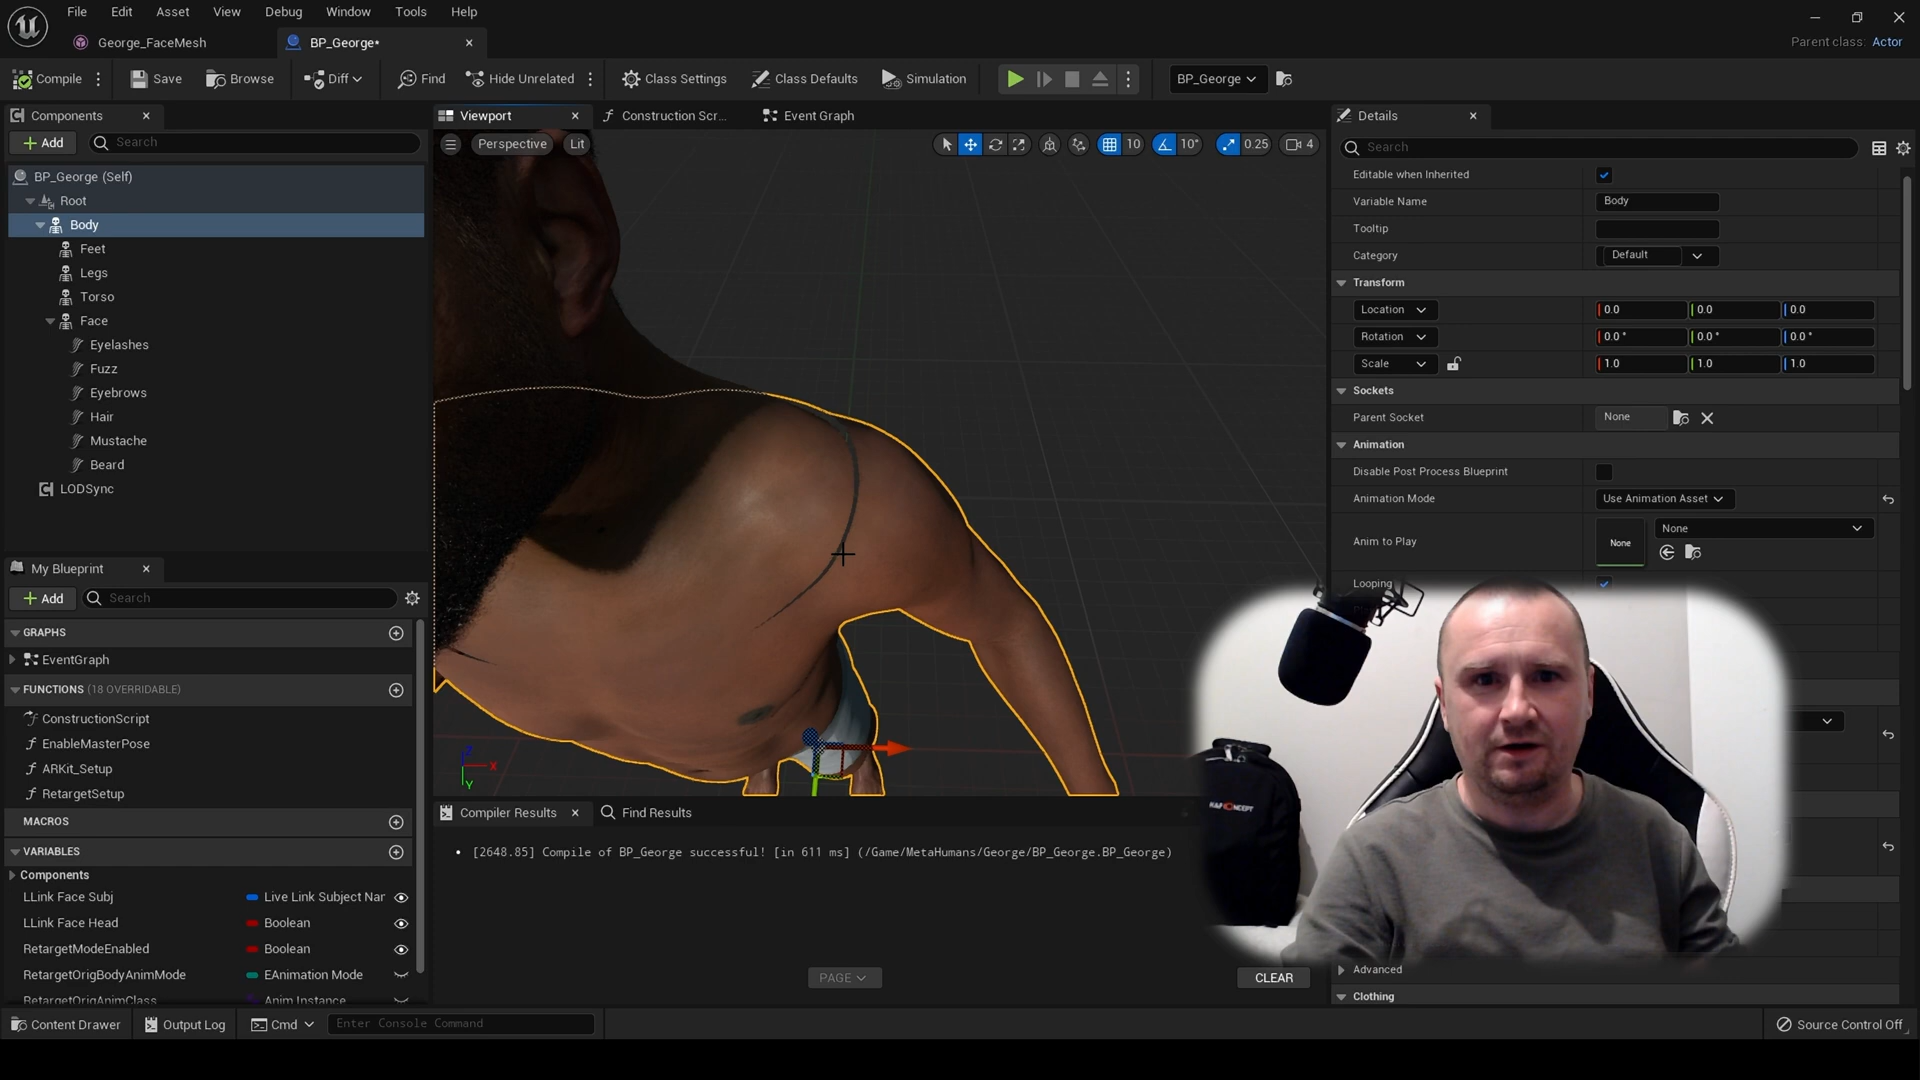 File Edit Asset View Debug Window Tools Help
George_FaceMesh
BP_George*
Parent class: Actor
Compile
Save
Browse
Diff
Find
Hide Unrelated
Class Settings
Class Defaults
Simulation
BP_George
Components
Add
Search
BP_George (Self)
Root
Body
Feet
Legs
Torso
Face
Eyelashes
Fuzz
Eyebrows
Hair
Mustache
Beard
LODSync
My Blueprint
Add
Search
GRAPHS
EventGraph
FUNCTIONS (18 OVERRIDABLE)
ConstructionScript
EnableMasterPose
ARKit_Setup
RetargetSetup
MACROS
VARIABLES
Components
LLink Face Subj Live Link Subject Nar
LLink Face Head Boolean
RetargetModeEnabled Boolean
RetargetOrigBodyAnimMode EAnimation Mode
RetargetOrigAnimClass Anim Instance
Viewport
Construction Scr...
Event Graph
Perspective
Lit
10
10°
0.25
4
Z
X
Y
Compiler Results
Find Results
• [2648.85] Compile of BP_George successful! [in 611 ms] (/Game/MetaHumans/George/BP_George.BP_George)
PAGE
CLEAR
Details
Search
Editable when Inherited
Variable Name Body
Tooltip
Category Default
Transform
Location 0.0 0.0 0.0
Rotation 0.0 ° 0.0 ° 0.0 °
Scale 1.0 1.0 1.0
Sockets
Parent Socket None
Animation
Disable Post Process Blueprint
Animation Mode Use Animation Asset
Anim to Play None None
Looping
Advanced
Clothing
Content Drawer
Output Log
Cmd
Enter Console Command
Source Control Off